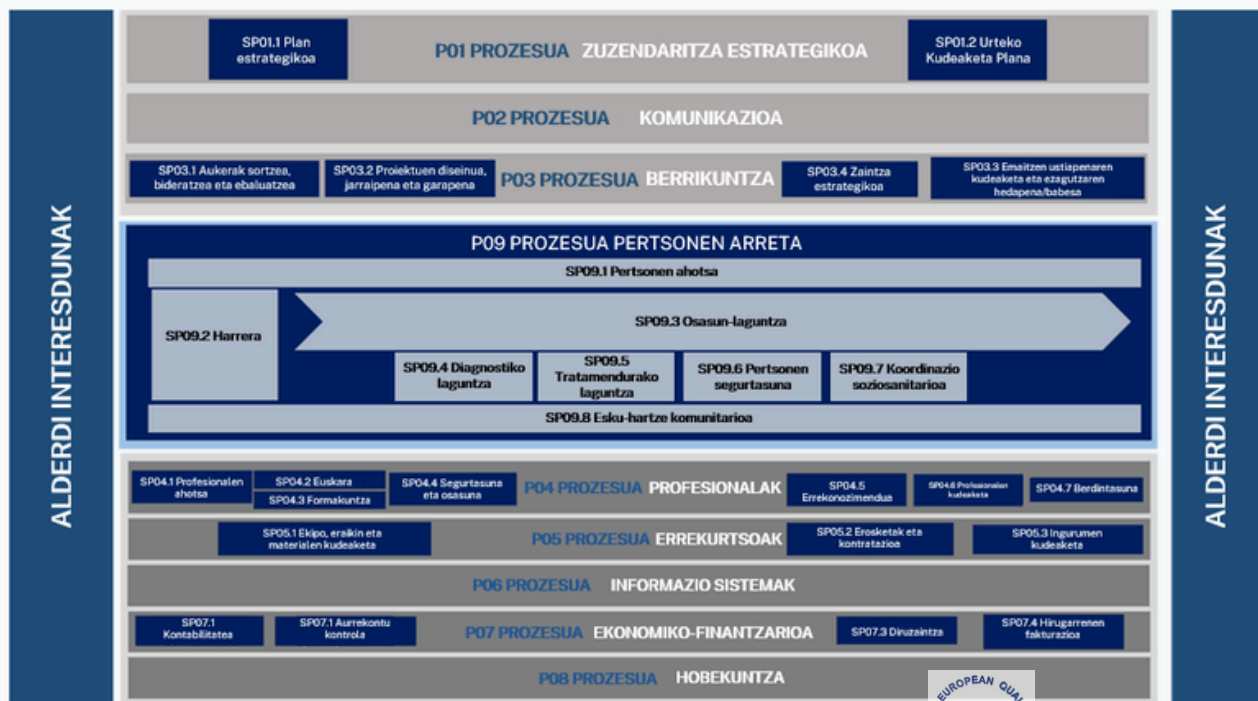 ALDERDI INTERESDUNAK
SP01.1 Plan
estrategikoa
P01 PROZESUA ZUZENDARITZA ESTRATEGIKOA
SP01.2 Urteko
Kudeaketa Plana
P02 PROZESUA KOMUNIKAZIOA
SP03.1 Aukerak sortzea,
bideratzea eta ebaluatzea
SP03.2 Proiektuen diseinua,
jarraipena eta garapena
P03 PROZESUA BERRIKUNTZA
SP03.4 Zaintza
estrategikoa
SP03.3 Emaitzen ustiapenaren
kudeaketa eta ezagutzaren
hedapena/babesa
P09 PROZESUA PERTSONEN ARRETA
SP09.1 Pertsonen ahotsa
SP09.2 Harrera
SP09.3 Osasun-laguntza
SP09.4 Diagnostiko
laguntza
SP09.5
Tratamendurako
laguntza
SP09.6 Pertsonen
segurtasuna
SP09.7 Koordinazio
soziosanitarioa
SP09.8 Esku-hartze komunitarioa
SP04.1 Profesionalen
ahotsa
SP04.2 Euskara
SP04.3 Formakuntza
SP04.4 Segurtasuna
eta osasuna
P04 PROZESUA PROFESIONALAK
SP04.5
Errekonozimendua
SP04.6 Profesionalen
kudeaketa
SP04.7 Berdintasuna
SP05.1 Ekipo, eraikin eta
materialen kudeaketa
P05 PROZESUA ERREKURTSOAK
SP05.2 Erosketak eta
kontratazioa
SP05.3 Ingurumen
kudeaketa
P06 PROZESUA INFORMAZIO SISTEMAK
SP07.1
Kontabilitatea
SP07.1 Aurrekontu
kontrola
P07 PROZESUA EKONOMIKO-FINANTZARIOA
SP07.3 Diruzaintza
SP07.4 Hirugarrenen
fakturazioa
P08 PROZESUA HOBEKUNTZA
EUROPEAN QUA
ALDERDI INTERESDUNAK